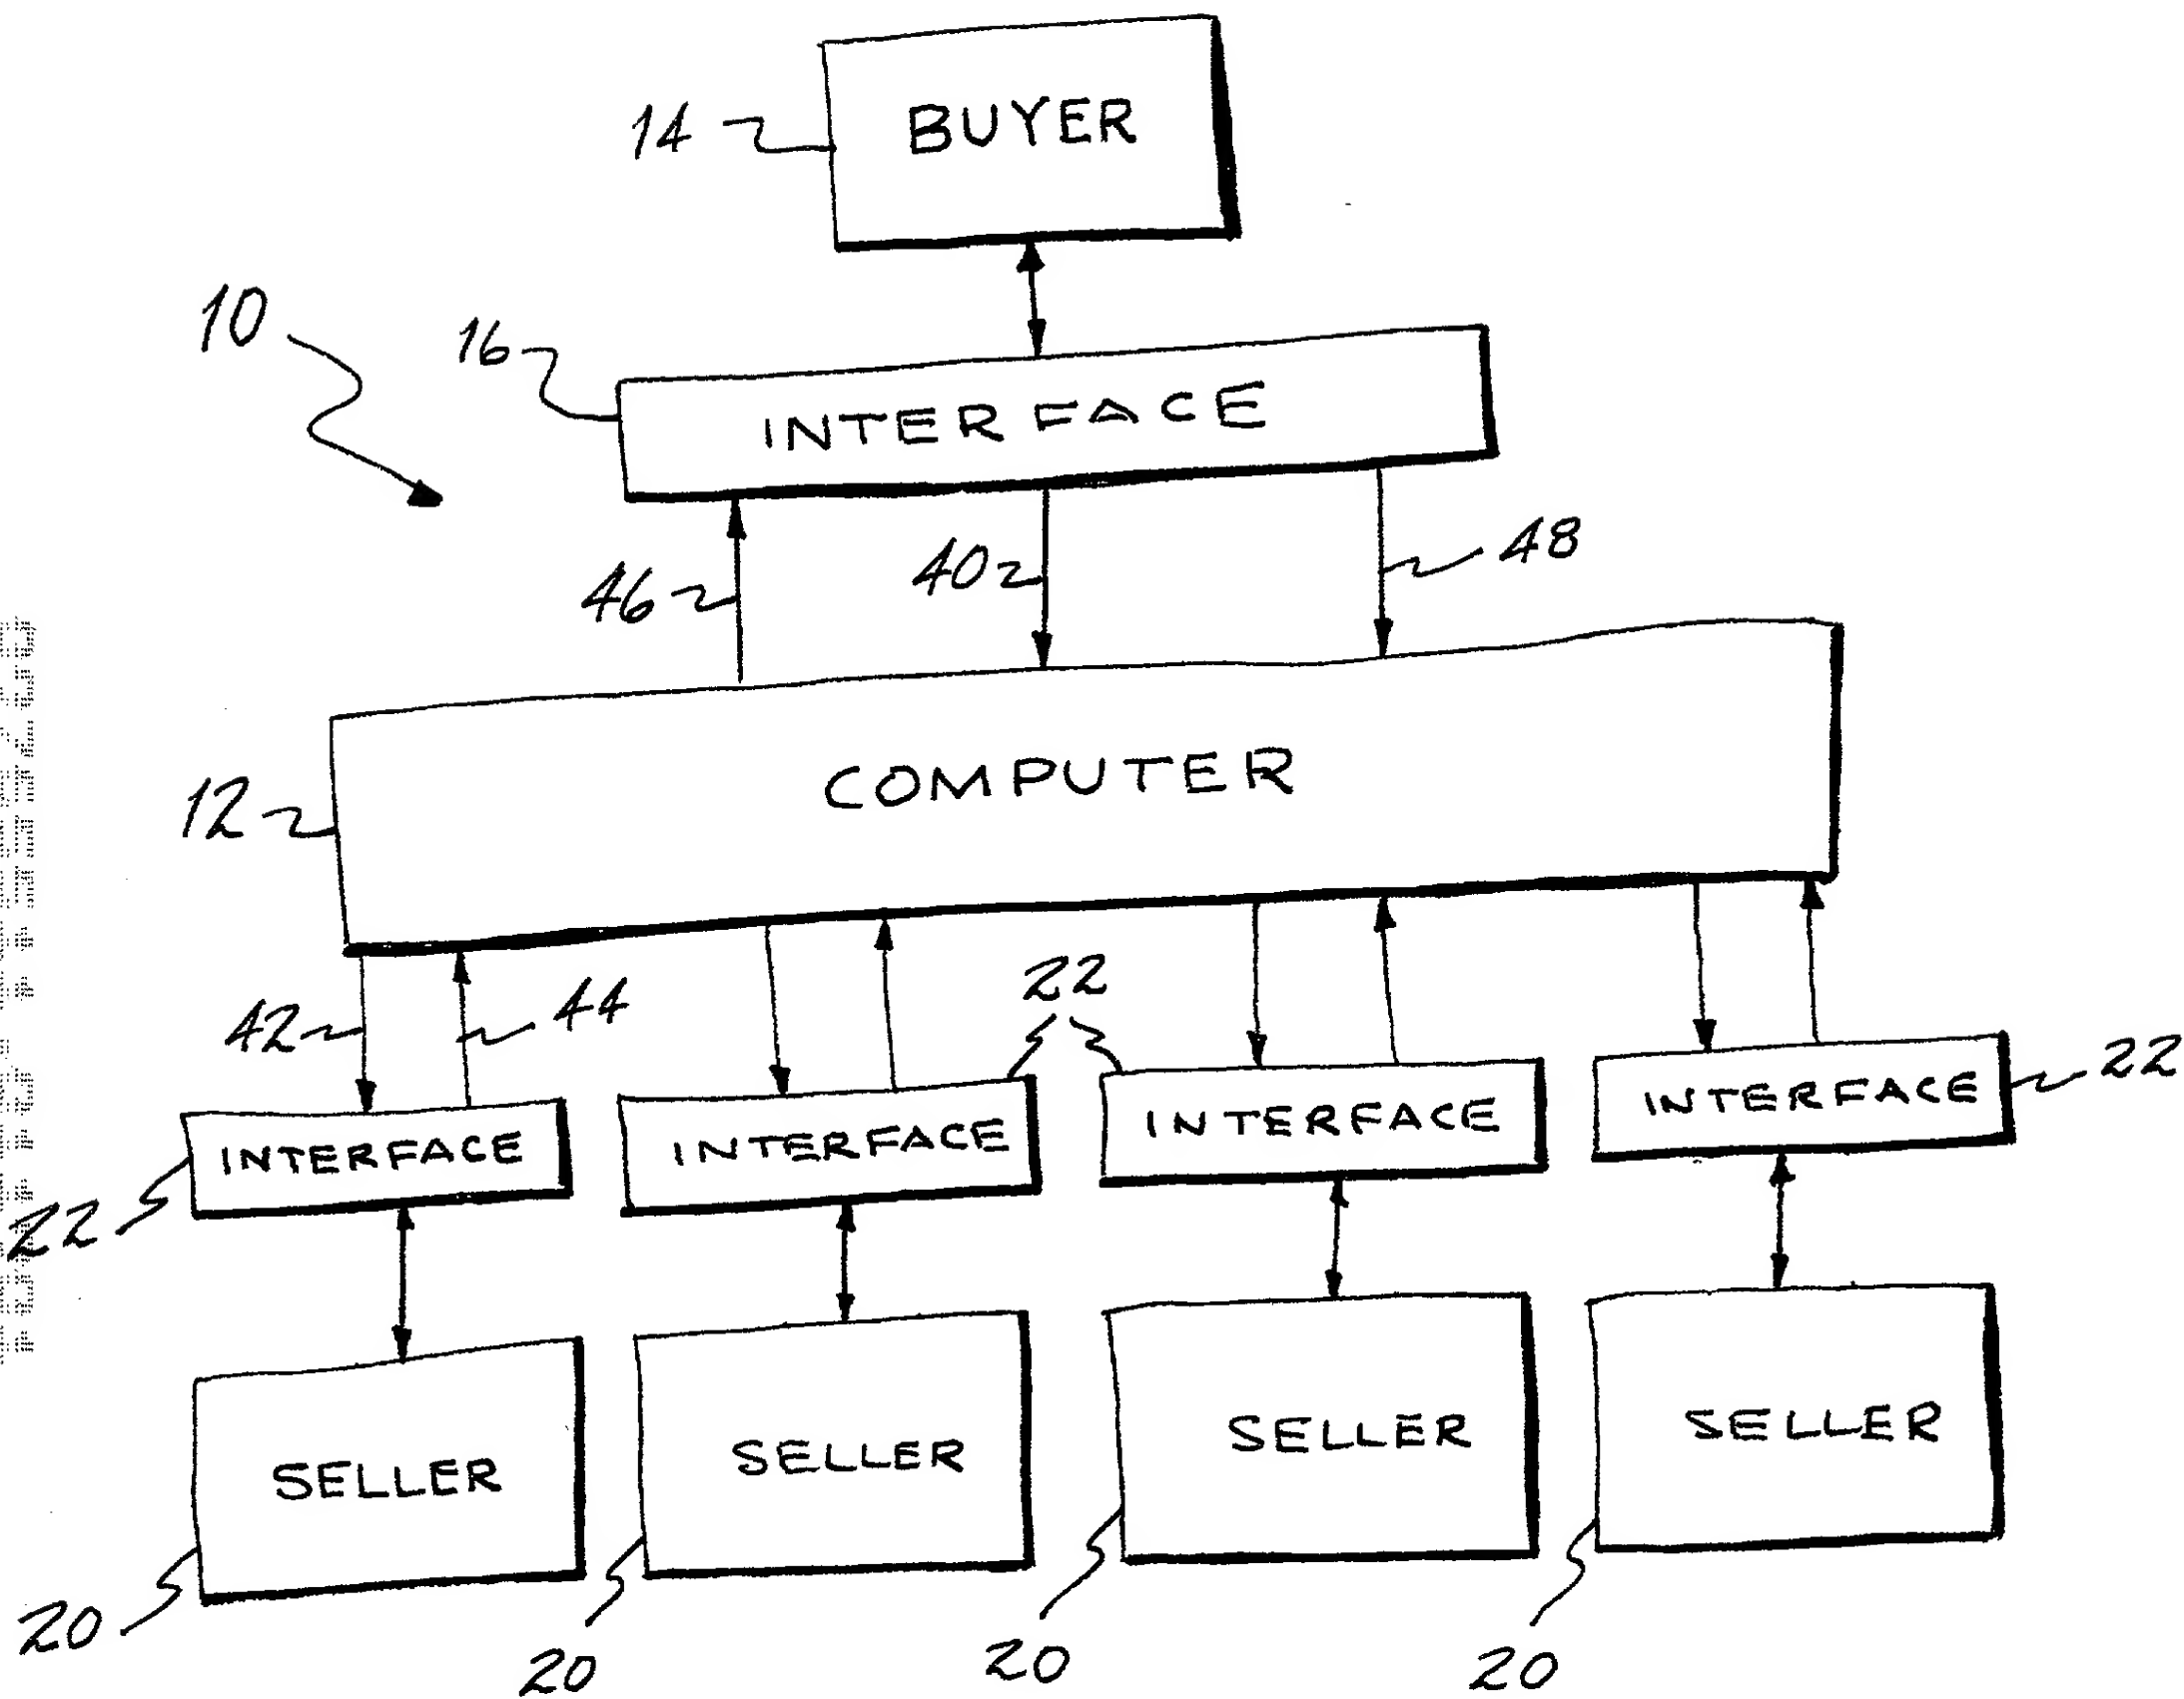 BUYER
14
10
16
INTERFACE
46
40
48
COMPUTER
12
42
44
22
22
INTERFACE
INTERFACE
INTERFACE
INTERFACE
22
SELLER
SELLER
SELLER
SELLER
20
20
20
20